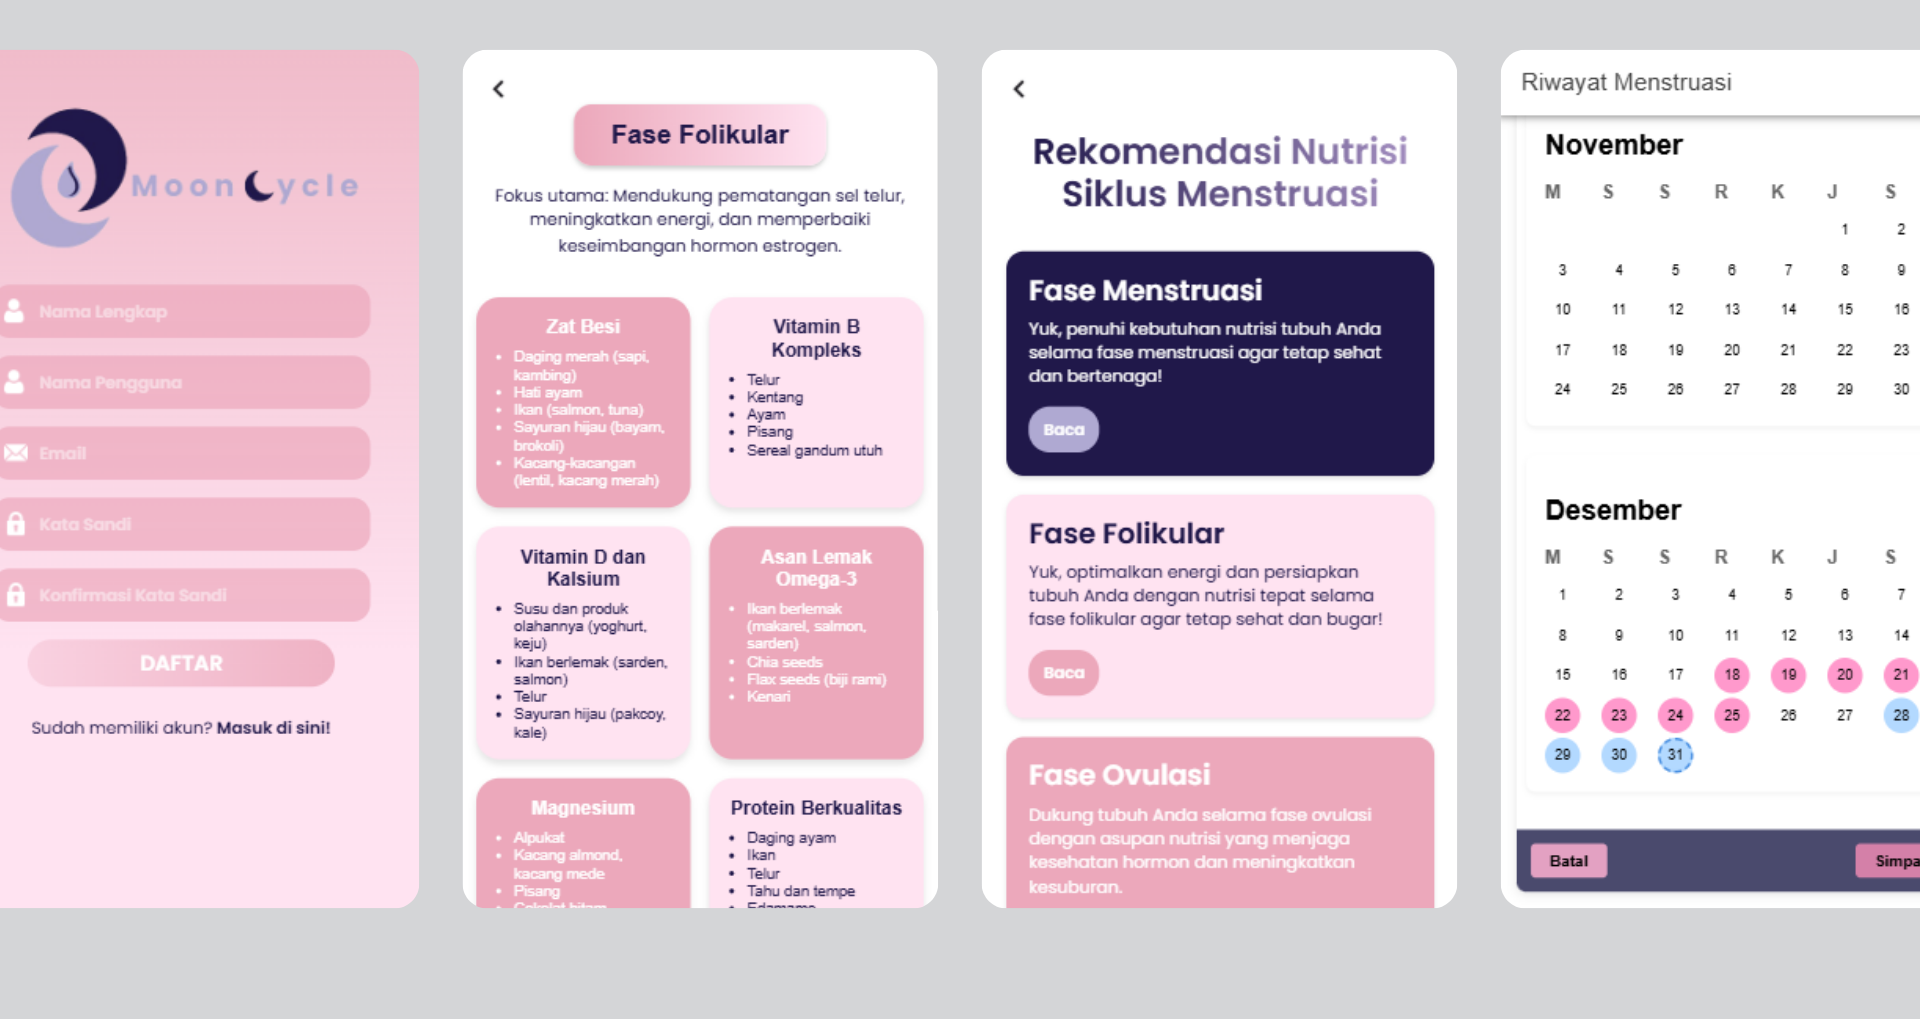 MoonCycle
Nama Lengkap
Nama Pengguna
Email
Kata Sandi
Konfirmasi Kata Sandi
DAFTAR
Sudah memiliki akun? Masuk di sini!
Fase Folikular
Fokus utama: Mendukung pematangan sel telur,
meningkatkan energi, dan memperbaiki
keseimbangan hormon estrogen.
Zat Besi
• Daging merah (sapi,
kambing)
• Hati ayam
• Ikan (salmon, tuna)
• Sayuran hijau (bayam,
brokoli)
• Kacang-kacangan
(lentil, kacang merah)
Vitamin B
Kompleks
• Telur
• Kentang
• Ayam
• Pisang
• Sereal gandum utuh
Vitamin D dan
Kalsium
• Susu dan produk
olahannya (yoghurt,
keju)
• Ikan berlemak (sarden,
salmon)
• Telur
• Sayuran hijau (pakcoy,
kale)
Asan Lemak
Omega-3
• Ikan berlemak
(makarel, salmon,
sarden)
• Chia seeds
• Flax seeds (biji rami)
• Kenari
Magnesium
• Alpukat
• Kacang almond,
kacang mede
• Pisang
• Cokelat hitam
Protein Berkualitas
• Daging ayam
• Ikan
• Telur
• Tahu dan tempe
• Edamame
Rekomendasi Nutrisi
Siklus Menstruasi
Fase Menstruasi
Yuk, penuhi kebutuhan nutrisi tubuh Anda
selama fase menstruasi agar tetap sehat
dan bertenaga!
Baca
Fase Folikular
Yuk, optimalkan energi dan persiapkan
tubuh Anda dengan nutrisi tepat selama
fase folikular agar tetap sehat dan bugar!
Baca
Fase Ovulasi
Dukung tubuh Anda selama fase ovulasi
dengan asupan nutrisi yang menjaga
kesehatan hormon dan meningkatkan
kesuburan.
Riwayat Menstruasi
November
M S S R K J S
1 2
3 4 5 6 7 8 9
10 11 12 13 14 15 16
17 18 19 20 21 22 23
24 25 26 27 28 29 30
Desember
M S S R K J S
1 2 3 4 5 6 7
8 9 10 11 12 13 14
15 16 17 18 19 20 21
22 23 24 25 26 27 28
29 30 31
Batal
Simpa